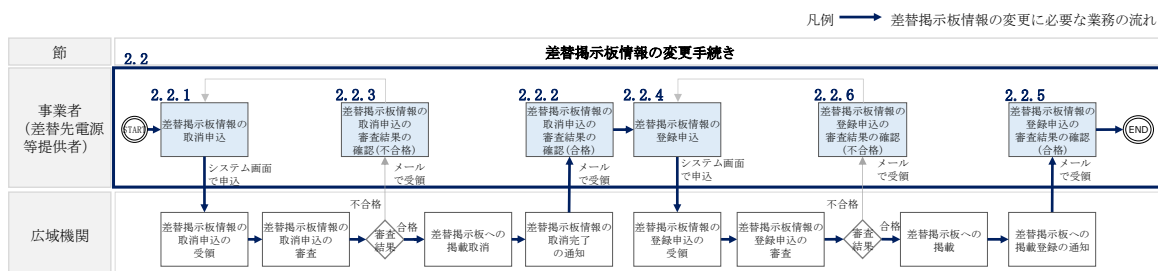 凡例 差替掲示板情報の変更に必要な業務の流れ
節
差替掲示板情報の変更手続き
2.2
事業者
（差替先電源
等提供者）
START
2.2.1
差替掲示板情報の
取消申込
システム画面
で申込
2.2.3
差替掲示板情報の
取消申込の
審査結果の
確認(不合格)
メール
で受領
2.2.2
差替掲示板情報の
取消申込の
審査結果の
確認(合格)
メール
で受領
2.2.4
差替掲示板情報の
登録申込
システム画面
で申込
2.2.6
差替掲示板情報の
登録申込の
審査結果の確認
(不合格)
メール
で受領
2.2.5
差替掲示板情報の
登録申込の
審査結果の確認
(合格)
メール
で受領
END
広域機関
差替掲示板情報の
取消申込の
受領
差替掲示板情報の
取消申込の
審査
不合格
審査
結果
合格
差替掲示板への
掲載取消
差替掲示板情報の
取消完了
の通知
差替掲示板情報の
登録申込の
受領
差替掲示板情報の
登録申込の
審査
不合格
審査
結果
合格
差替掲示板への
掲載
差替掲示板への
掲載登録の通知